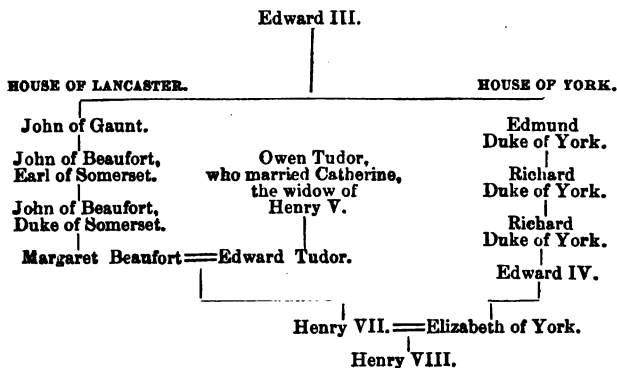 Edward III.
HOUSE OF LANCASTER.
HOUSE OF YORK.
John of Gaunt.
John of Beaufort,
Earl of Somerset.
John of Beaufort,
Duke of Somerset.
Margaret Beaufort
Owen Tudor,
who married Catherine,
the widow of
Henry V.
Edward Tudor.
Edmund
Duke of York.
Richard
Duke of York.
Richard
Duke of York.
Edward IV.
Henry VII.
Elizabeth of York.
Henry VIII.